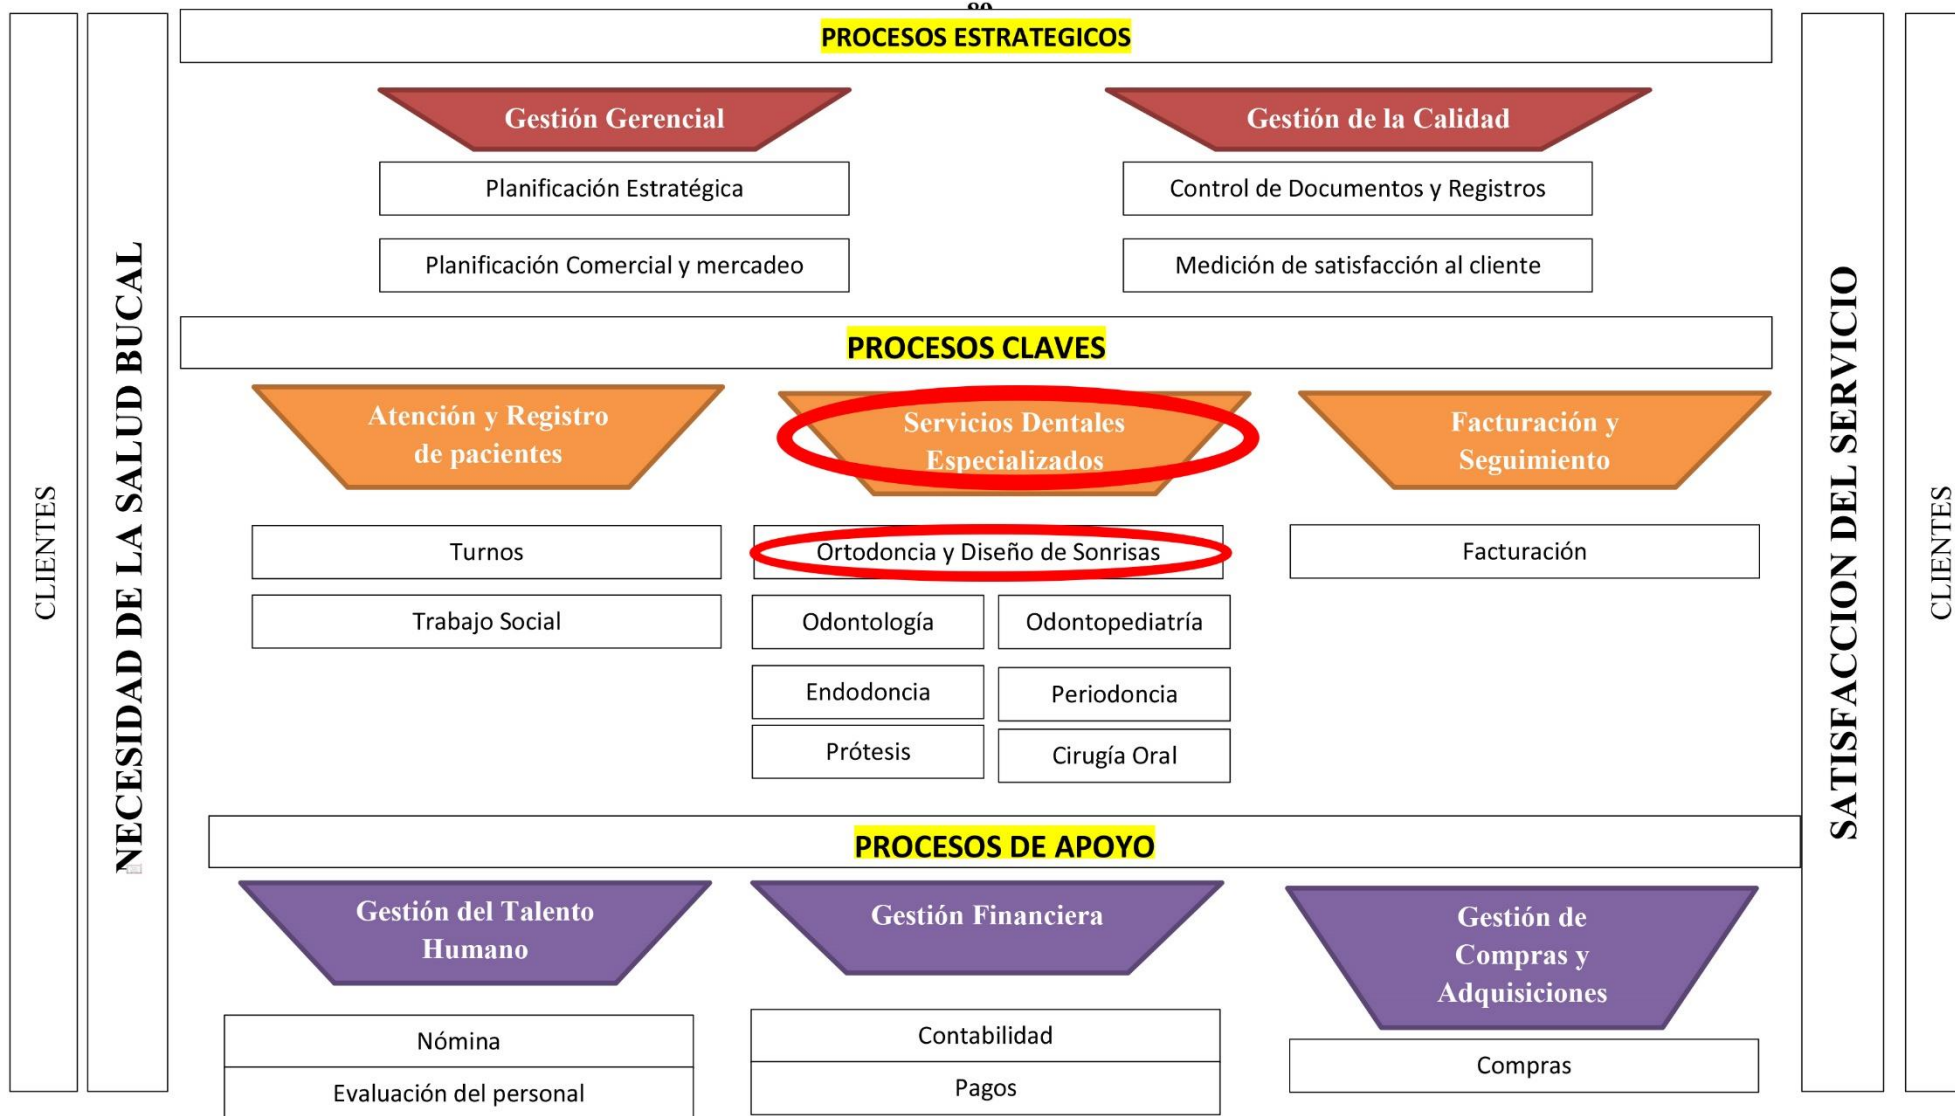 PROCESOS ESTRATEGICOS
CLIENTES
NECESIDAD DE LA SALUD BUCAL
Gestión Gerencial
Planificación Estratégica
Planificación Comercial y mercadeo
Gestión de la Calidad
Control de Documentos y Registros
Medición de satisfacción al cliente
PROCESOS CLAVES
Atención y Registro
de pacientes
Turnos
Trabajo Social
Servicios Dentales
Especializados
Ortodoncia y Diseño de Sonrisas
Odontología
Odontopediatría
Endodoncia
Periodoncia
Prótesis
Cirugía Oral
Facturación y
Seguimiento
Facturación
PROCESOS DE APOYO
Gestión del Talento
Humano
Nómina
Evaluación del personal
Gestión Financiera
Contabilidad
Pagos
Gestión de
Compras y
Adquisiciones
Compras
SATISFACCION DEL SERVICIO
CLIENTES